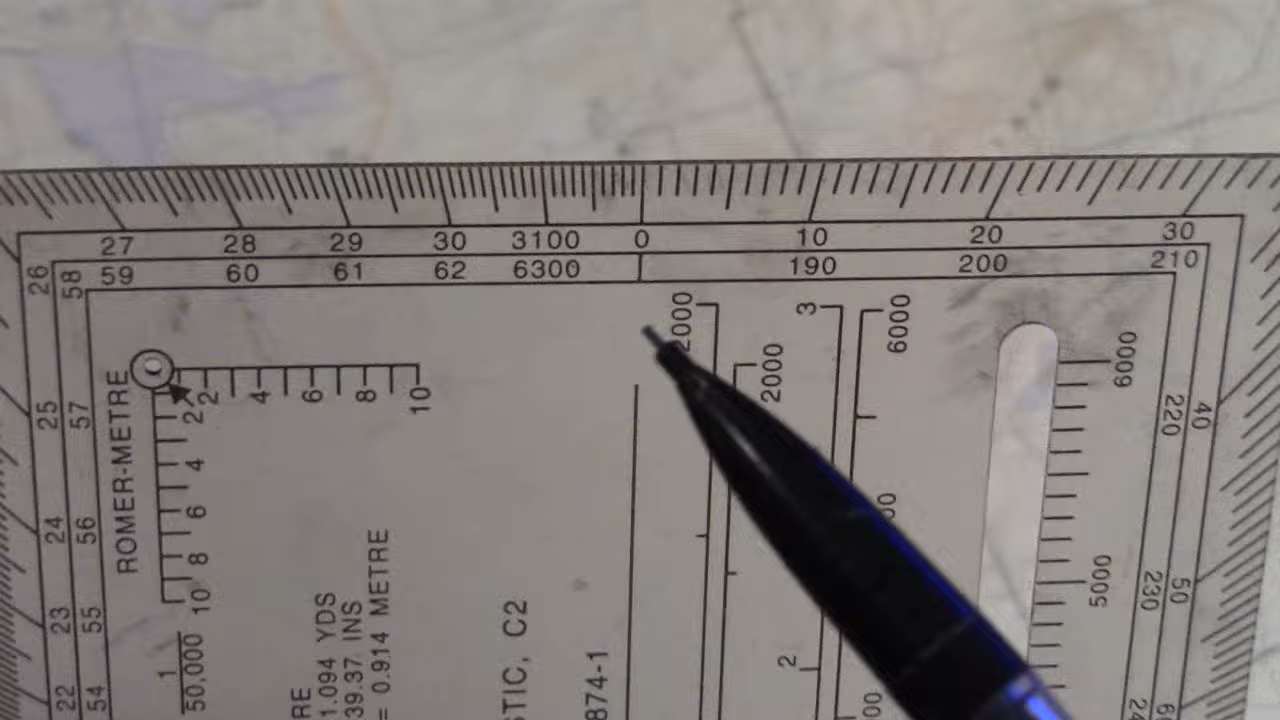 27 28 29 30 3100 0 10 20 30
59 60 61 62 6300 190 200 210
26 25 24 23 22
58 57 56 55 54
220 230
40 50
ROMER-METRE
2 4 6 8 10
2 4 6 8 10
1
50,000
1.094 YDS
39.37 INS
= 0.914 METRE
STIC, C2
874-1
2000
2000
3
2
6000
6000
500